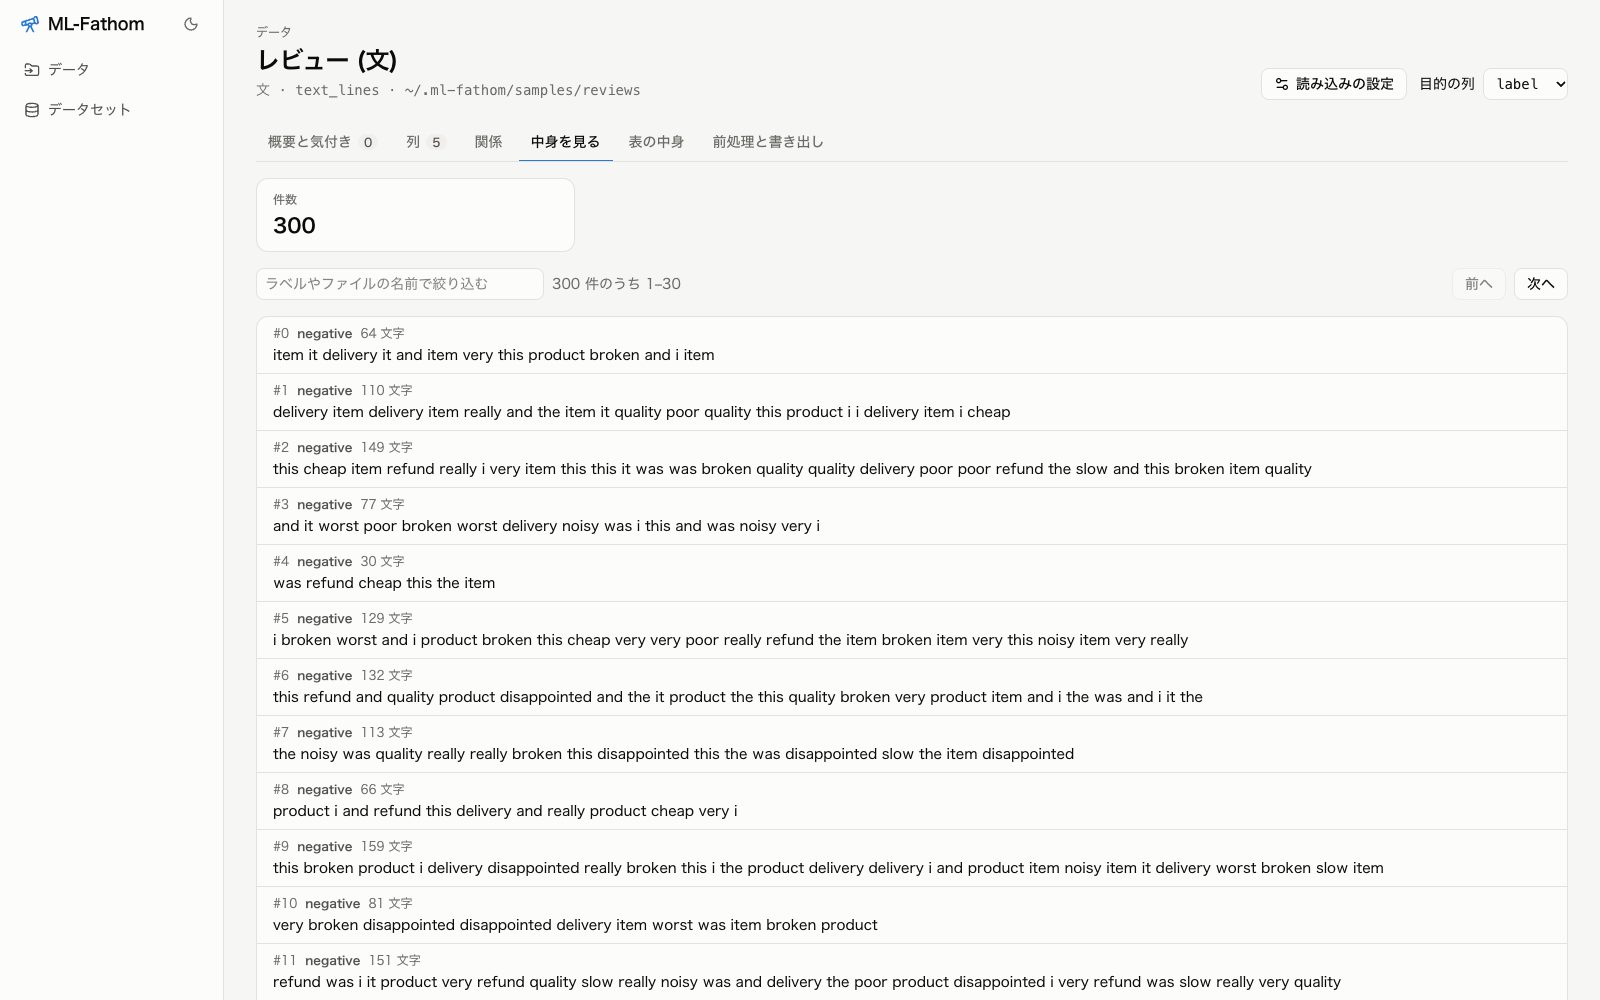 ML-Fathom
データ
データセット
データ
レビュー (文)
文 · text_lines · ~/.ml-fathom/samples/reviews
読み込みの設定
目的の列
label
概要と気付き 0
列 5
関係
中身を見る
表の中身
前処理と書き出し
件数
300
ラベルやファイルの名前で絞り込む
300 件のうち 1–30
前へ
次へ
#0 negative 64 文字
item it delivery it and item very this product broken and i item
#1 negative 110 文字
delivery item delivery item really and the item it quality poor quality this product i i delivery item i cheap
#2 negative 149 文字
this cheap item refund really i very item this this it was was broken quality quality delivery poor poor refund the slow and this broken item quality
#3 negative 77 文字
and it worst poor broken worst delivery noisy was i this and was noisy very i
#4 negative 30 文字
was refund cheap this the item
#5 negative 129 文字
i broken worst and i product broken this cheap very very poor really refund the item broken item very this noisy item very really
#6 negative 132 文字
this refund and quality product disappointed and the it product the this quality broken very product item and i the was and i it the
#7 negative 113 文字
the noisy was quality really really broken this disappointed this the was disappointed slow the item disappointed
#8 negative 66 文字
product i and refund this delivery and really product cheap very i
#9 negative 159 文字
this broken product i delivery disappointed really broken this i the product delivery delivery i and product item noisy item it delivery worst broken slow item
#10 negative 81 文字
very broken disappointed disappointed delivery item worst was item broken product
#11 negative 151 文字
refund was i it product very refund quality slow really noisy was and delivery the poor product disappointed i very refund was slow really very quality